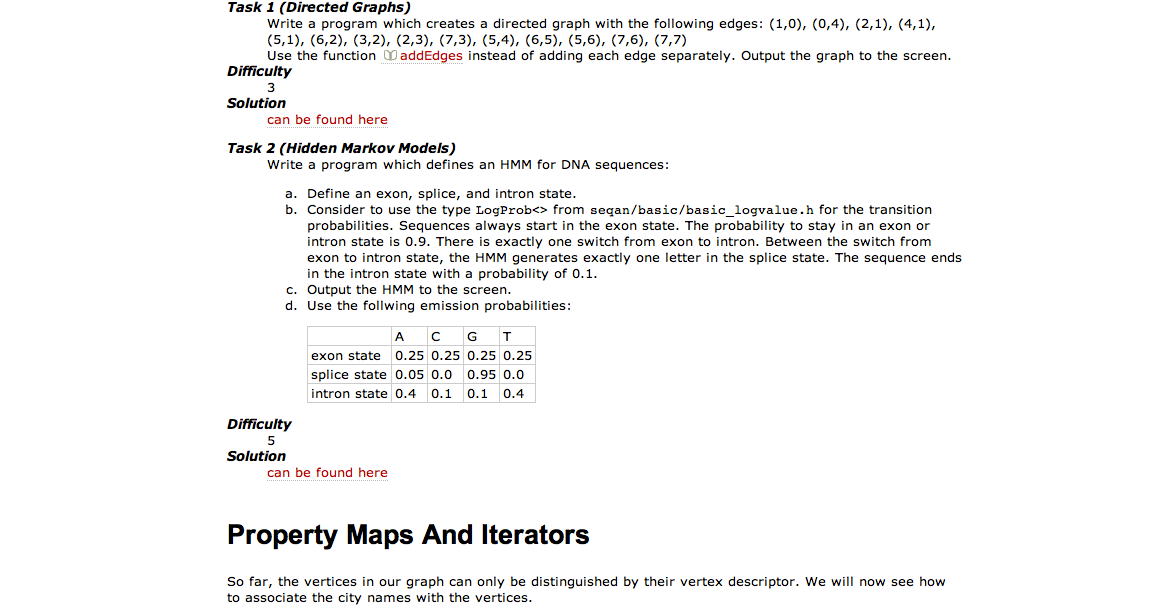 Task 1 (Directed Graphs)
Write a program which creates a directed graph with the following edges: (1,0), (0,4), (2,1), (4,1),
(5,1), (6,2), (3,2), (2,3), (7,3), (5,4), (6,5), (5,6), (7,6), (7,7)
Use the function addEdges instead of adding each edge separately. Output the graph to the screen.
Difficulty
3
Solution
can be found here
Task 2 (Hidden Markov Models)
Write a program which defines an HMM for DNA sequences:
a. Define an exon, splice, and intron state.
b. Consider to use the type LogProb<> from seqan/basic/basic_logvalue.h for the transition
probabilities. Sequences always start in the exon state. The probability to stay in an exon or
intron state is 0.9. There is exactly one switch from exon to intron. Between the switch from
exon to intron state, the HMM generates exactly one letter in the splice state. The sequence ends
in the intron state with a probability of 0.1.
c. Output the HMM to the screen.
d. Use the follwing emission probabilities:
A C G T
exon state 0.25 0.25 0.25 0.25
splice state 0.05 0.0 0.95 0.0
intron state 0.4 0.1 0.1 0.4
Difficulty
5
Solution
can be found here
Property Maps And Iterators
So far, the vertices in our graph can only be distinguished by their vertex descriptor. We will now see how
to associate the city names with the vertices.